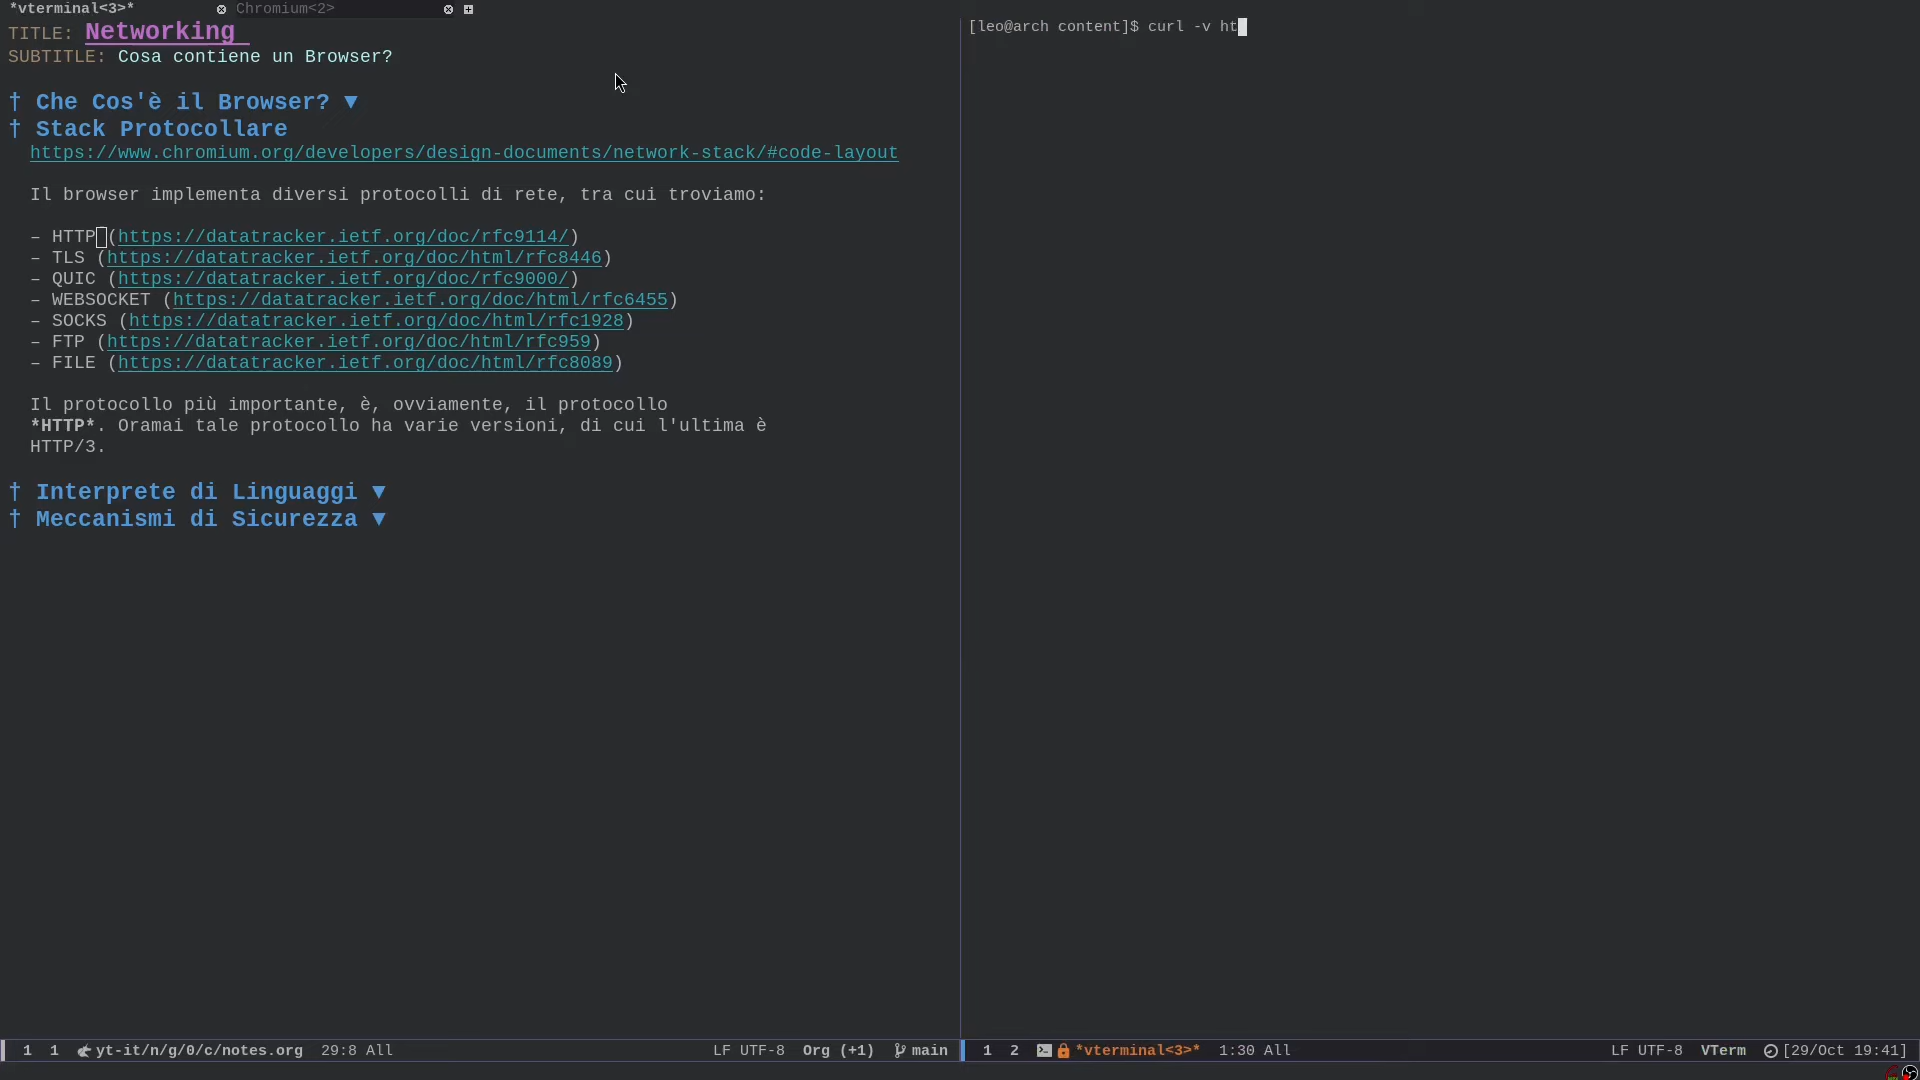 *vterminal<3>*
Chromium<2>
TITLE: Networking
SUBTITLE: Cosa contiene un Browser?
† Che Cos'è il Browser? ▼
† Stack Protocollare
https://www.chromium.org/developers/design-documents/network-stack/#code-layout
Il browser implementa diversi protocolli di rete, tra cui troviamo:
– HTTP (https://datatracker.ietf.org/doc/rfc9114/)
– TLS (https://datatracker.ietf.org/doc/html/rfc8446)
– QUIC (https://datatracker.ietf.org/doc/rfc9000/)
– WEBSOCKET (https://datatracker.ietf.org/doc/html/rfc6455)
– SOCKS (https://datatracker.ietf.org/doc/html/rfc1928)
– FTP (https://datatracker.ietf.org/doc/html/rfc959)
– FILE (https://datatracker.ietf.org/doc/html/rfc8089)
Il protocollo più importante, è, ovviamente, il protocollo
*HTTP*. Oramai tale protocollo ha varie versioni, di cui l'ultima è
HTTP/3.
† Interprete di Linguaggi ▼
† Meccanismi di Sicurezza ▼
[leo@arch content]$ curl -v ht
1 1 yt-it/n/g/0/c/notes.org 29:8 All LF UTF-8 Org (+1) main
1 2 *vterminal<3>* 1:30 All LF UTF-8 VTerm [29/Oct 19:41]